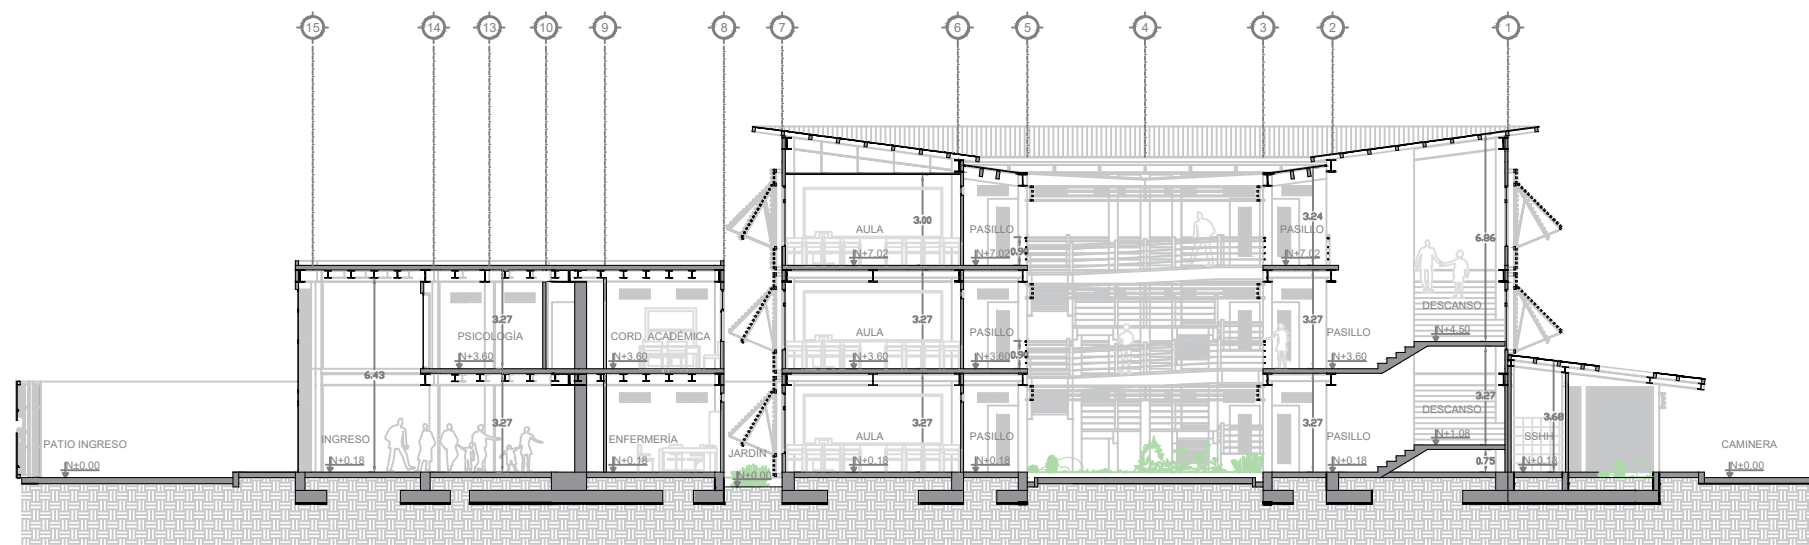 15 14 13 10 9 8 7 6 5 4 3 2 1
3.00
AULA
N+7.02
PASILLO
N+7.02
0.90
3.24
PASILLO
N+7.02
6.86
3.27
PSICOLOGÍA
N+3.60
CORD. ACADÉMICA
N+3.60
3.27
AULA
N+3.60
PASILLO
N+3.60
0.90
3.27
PASILLO
N+3.60
DESCANSO
N+4.50
6.43
PATIO INGRESO
N+0.00
INGRESO
N+0.18
3.27
ENFERMERÍA
N+0.18
JARDÍN
N+0.00
3.27
AULA
N+0.18
PASILLO
N+0.18
3.27
PASILLO
N+0.18
3.27
DESCANSO
N+1.08
0.75
3.68
SSHH
N+0.18
CAMINERA
N+0.00